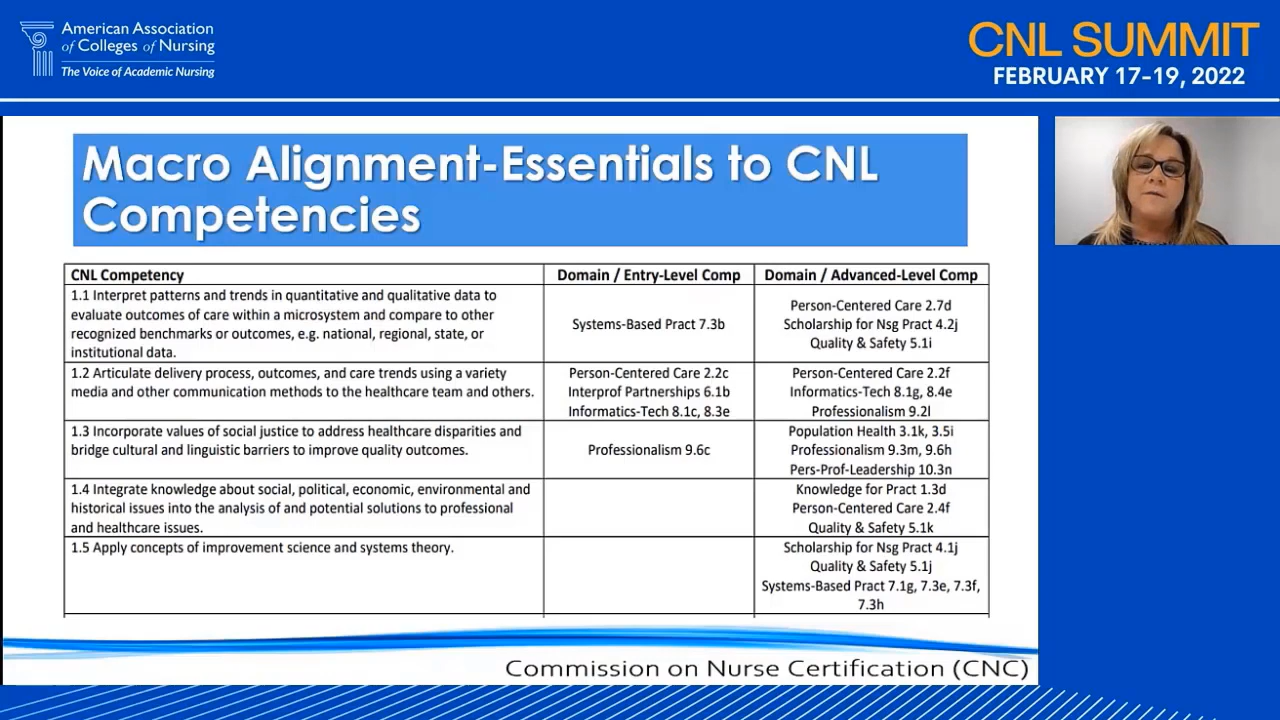 American Association
of Colleges of Nursing
The Voice of Academic Nursing
CNL SUMMIT
FEBRUARY 17-19, 2022
Macro Alignment-Essentials to CNL
Competencies
CNL Competency
Domain / Entry-Level Comp
Domain / Advanced-Level Comp
1.1 Interpret patterns and trends in quantitative and qualitative data to
evaluate outcomes of care within a microsystem and compare to other
recognized benchmarks or outcomes, e.g. national, regional, state, or
institutional data.
Systems-Based Pract 7.3b
Person-Centered Care 2.7d
Scholarship for Nsg Pract 4.2j
Quality & Safety 5.1i
1.2 Articulate delivery process, outcomes, and care trends using a variety
media and other communication methods to the healthcare team and others.
Person-Centered Care 2.2c
Interprof Partnerships 6.1b
Informatics-Tech 8.1c, 8.3e
Person-Centered Care 2.2f
Informatics-Tech 8.1g, 8.4e
Professionalism 9.2l
1.3 Incorporate values of social justice to address healthcare disparities and
bridge cultural and linguistic barriers to improve quality outcomes.
Professionalism 9.6c
Population Health 3.1k, 3.5i
Professionalism 9.3m, 9.6h
Pers-Prof-Leadership 10.3n
1.4 Integrate knowledge about social, political, economic, environmental and
historical issues into the analysis of and potential solutions to professional
and healthcare issues.
Knowledge for Pract 1.3d
Person-Centered Care 2.4f
Quality & Safety 5.1k
1.5 Apply concepts of improvement science and systems theory.
Scholarship for Nsg Pract 4.1j
Quality & Safety 5.1j
Systems-Based Pract 7.1g, 7.3e, 7.3f,
7.3h
Commission on Nurse Certification (CNC)